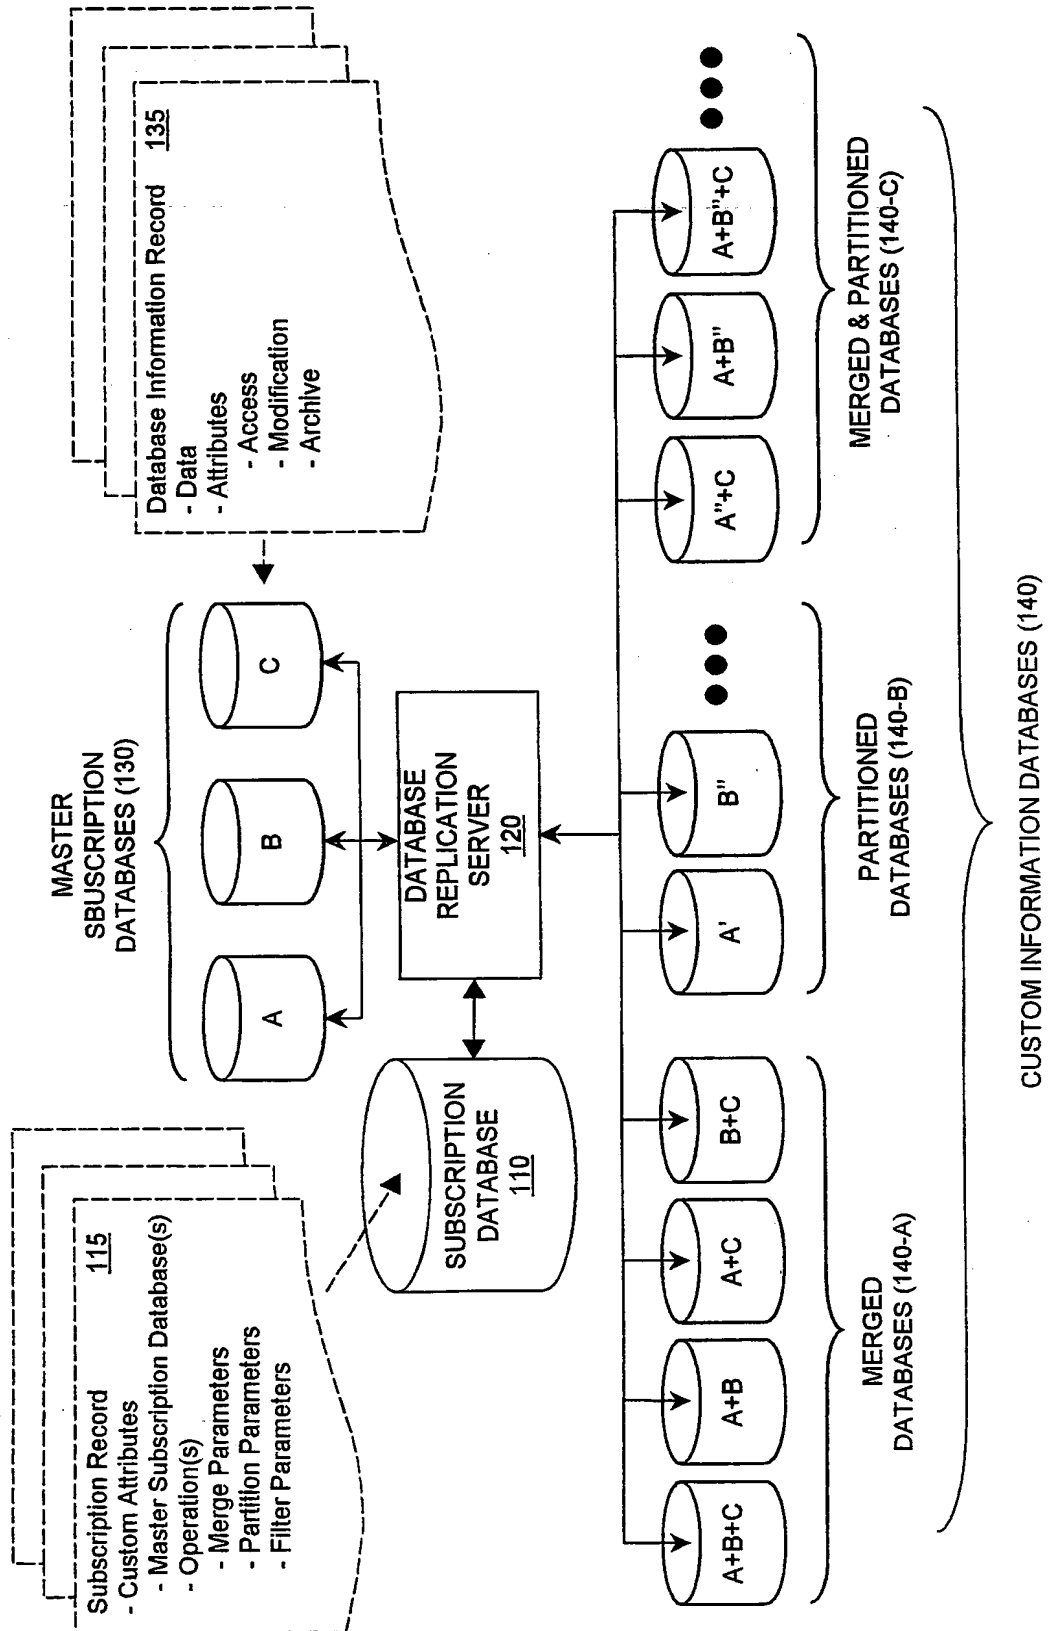 Subscription Record 115
- Custom Attributes
- Master Subscription Database(s)
- Operation(s)
- Merge Parameters
- Partition Parameters
- Filter Parameters
MASTER
SBUSCRIPTION
DATABASES (130)
A
B
C
Database Information Record 135
- Data
- Attributes
- Access
- Modification
- Archive
SUBSCRIPTION
DATABASE
110
DATABASE
REPLICATION
SERVER
120
A+B+C
A+B
A+C
B+C
A'
B"
A"+C
A+B"
A+B"+C
MERGED
DATABASES (140-A)
PARTITIONED
DATABASES (140-B)
MERGED & PARTITIONED
DATABASES (140-C)
CUSTOM INFORMATION DATABASES (140)